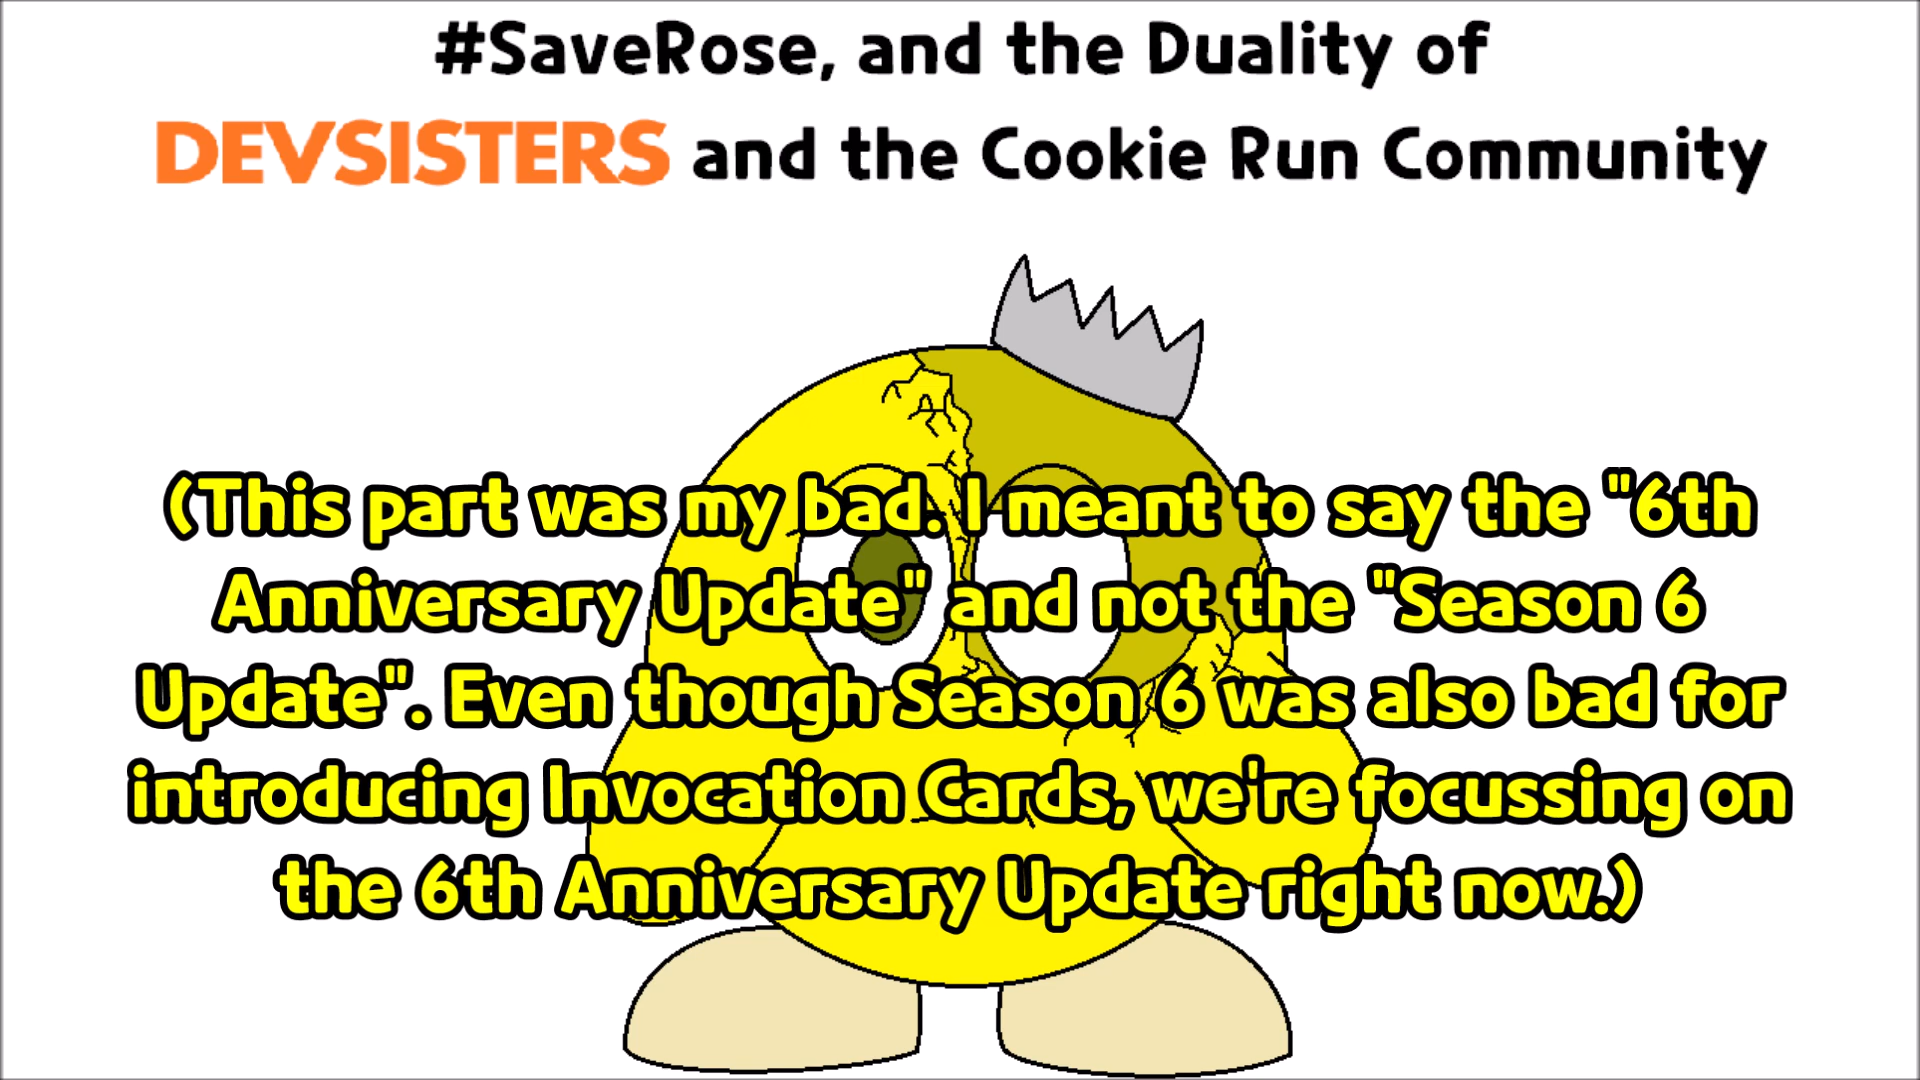 #SaveRose, and the Duality of
DEVSISTERS and the Cookie Run Community
(This part was my bad. I meant to say the "6th
Anniversary Update" and not the "Season 6
Update". Even though Season 6 was also bad for
introducing Invocation Cards, we're focussing on
the 6th Anniversary Update right now.)